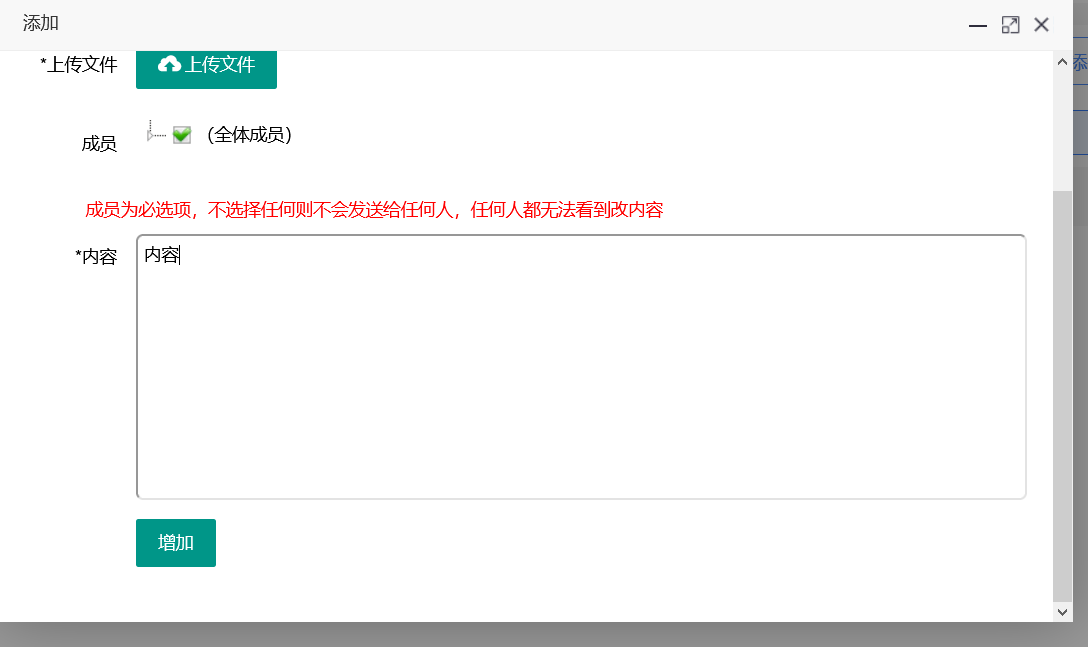 添加
*上传文件 上传文件
添
成员 (全体成员)
成员为必选项，不选择任何则不会发送给任何人，任何人都无法看到改内容
*内容 内容
增加